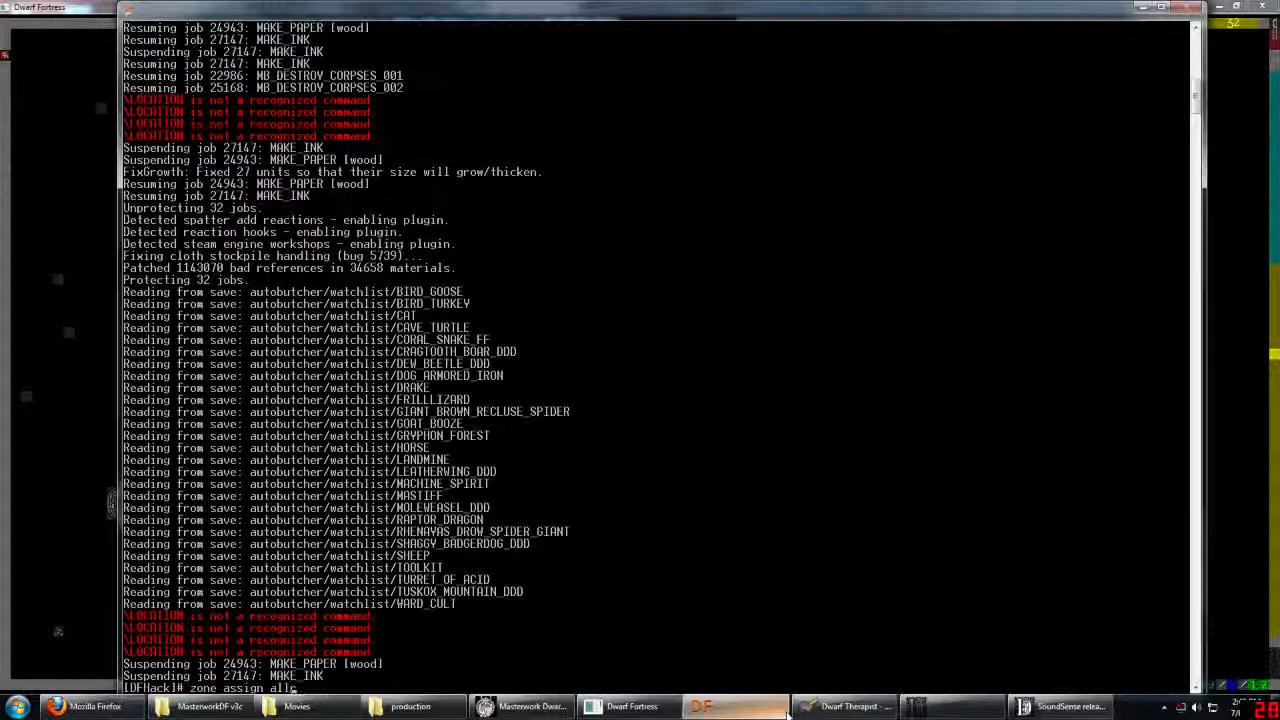 Dwarf Fortress
52
Resuming job 24943: MAKE_PAPER [wood]
Resuming job 27147: MAKE_INK
Suspending job 27147: MAKE_INK
Resuming job 27147: MAKE_INK
Resuming job 22986: MB_DESTROY_CORPSES_001
Resuming job 25168: MB_DESTROY_CORPSES_002
\LOCATION is not a recognized command
\LOCATION is not a recognized command
\LOCATION is not a recognized command
\LOCATION is not a recognized command
Suspending job 27147: MAKE_INK
Suspending job 24943: MAKE_PAPER [wood]
FixGrowth: Fixed 27 units so that their size will grow/thicken.
Resuming job 24943: MAKE_PAPER [wood]
Resuming job 27147: MAKE_INK
Unprotecting 32 jobs.
Detected spatter add reactions - enabling plugin.
Detected reaction hooks - enabling plugin.
Detected steam engine workshops - enabling plugin.
Fixing cloth stockpile handling (bug 5739)...
Patched 1143070 bad references in 34658 materials.
Protecting 32 jobs.
Reading from save: autobutcher/watchlist/BIRD_GOOSE
Reading from save: autobutcher/watchlist/BIRD_TURKEY
Reading from save: autobutcher/watchlist/CAT
Reading from save: autobutcher/watchlist/CAVE_TURTLE
Reading from save: autobutcher/watchlist/CORAL_SNAKE_FF
Reading from save: autobutcher/watchlist/CRAGTOOTH_BOAR_DDD
Reading from save: autobutcher/watchlist/DEW_BEETLE_DDD
Reading from save: autobutcher/watchlist/DOG_ARMORED_IRON
Reading from save: autobutcher/watchlist/DRAKE
Reading from save: autobutcher/watchlist/FRILLLIZARD
Reading from save: autobutcher/watchlist/GIANT_BROWN_RECLUSE_SPIDER
Reading from save: autobutcher/watchlist/GOAT_BOOZE
Reading from save: autobutcher/watchlist/GRYPHON_FOREST
Reading from save: autobutcher/watchlist/HORSE
Reading from save: autobutcher/watchlist/LANDMINE
Reading from save: autobutcher/watchlist/LEATHERWING_DDD
Reading from save: autobutcher/watchlist/MACHINE_SPIRIT
Reading from save: autobutcher/watchlist/MASTIFF
Reading from save: autobutcher/watchlist/MOLEWEASEL_DDD
Reading from save: autobutcher/watchlist/RAPTOR_DRAGON
Reading from save: autobutcher/watchlist/RHENAYAS_DROW_SPIDER_GIANT
Reading from save: autobutcher/watchlist/SHAGGY_BADGERDOG_DDD
Reading from save: autobutcher/watchlist/SHEEP
Reading from save: autobutcher/watchlist/TOOLKIT
Reading from save: autobutcher/watchlist/TURRET_OF_ACID
Reading from save: autobutcher/watchlist/TUSKOX_MOUNTAIN_DDD
Reading from save: autobutcher/watchlist/WARD_CULT
\LOCATION is not a recognized command
\LOCATION is not a recognized command
\LOCATION is not a recognized command
\LOCATION is not a recognized command
Suspending job 24943: MAKE_PAPER [wood]
Suspending job 27147: MAKE_INK
[DFHack]# zone assign all
Mozilla Firefox
MasterworkDF v3c
Movies
production
Masterwork Dwar...
Dwarf Fortress
DF
Dwarf Therapist - ...
SoundSense relea...